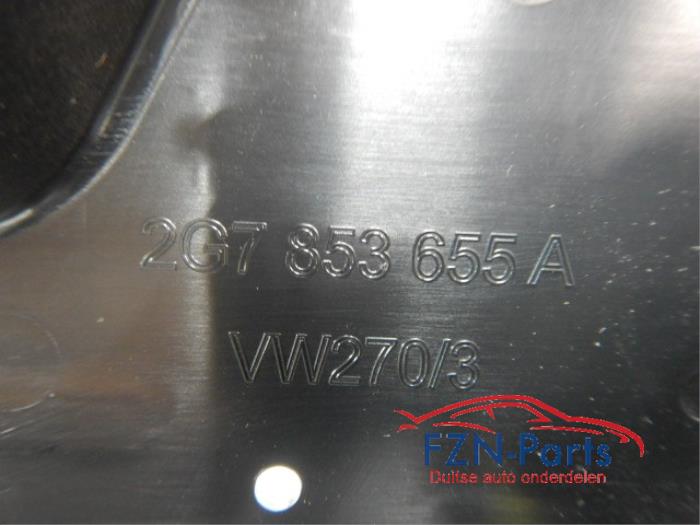 2G7 853 655 A
VW270/3
FZN-Parts
Duitse auto onderdelen